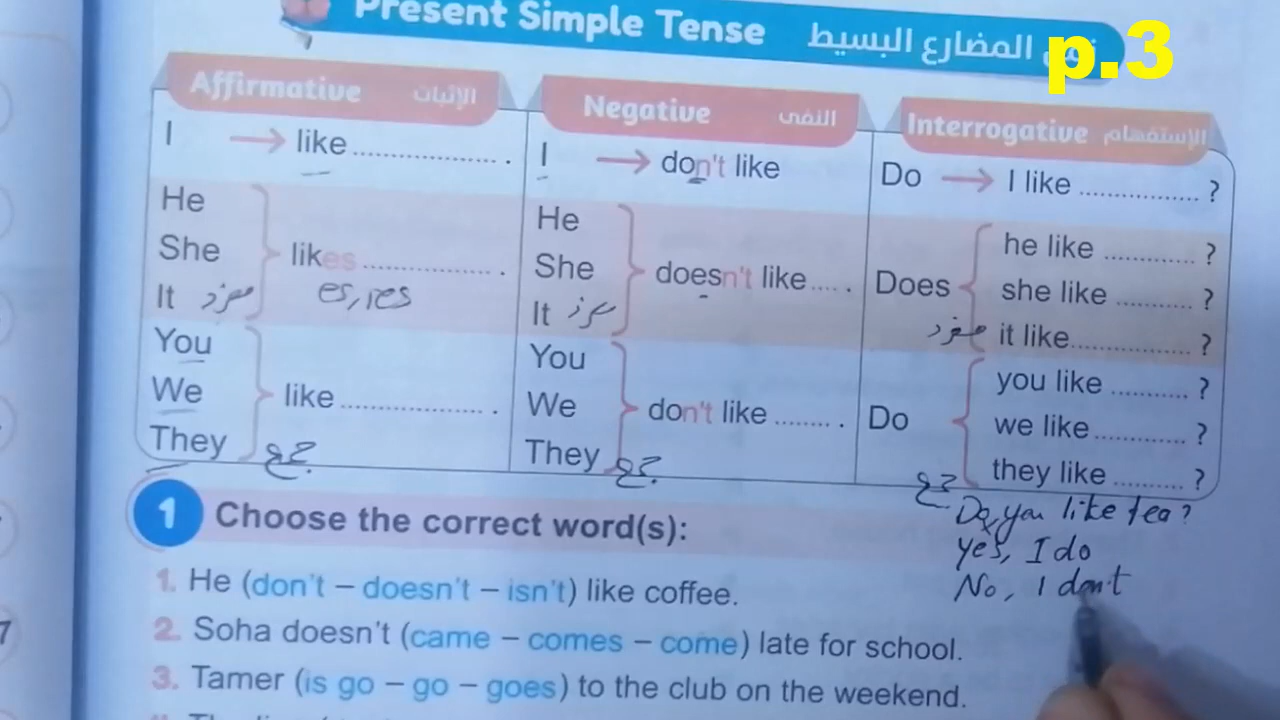 Present Simple Tense المضارع البسيط
p.3
Affirmative الإثبات
I → like .................... .
He
She
It مفرد
likes .................... .
es, ies
You
We
They
like .................... .
جمع
Negative النفى
I → don't like
He
She
It مفرد
doesn't like .... .
You
We
They
don't like ........ .
جمع
Interrogative الإستفهام
Do → I like .................. ?
Does
he like ............ ?
she like ........... ?
مفرد it like.................. ?
Do
you like ............ ?
we like .............. ?
they like .......... ?
جمع
Do you like tea ?
yes, I do
No, I don't
1 Choose the correct word(s):
1. He (don't – doesn't – isn't) like coffee.
2. Soha doesn't (came – comes – come) late for school.
3. Tamer (is go – go – goes) to the club on the weekend.
7